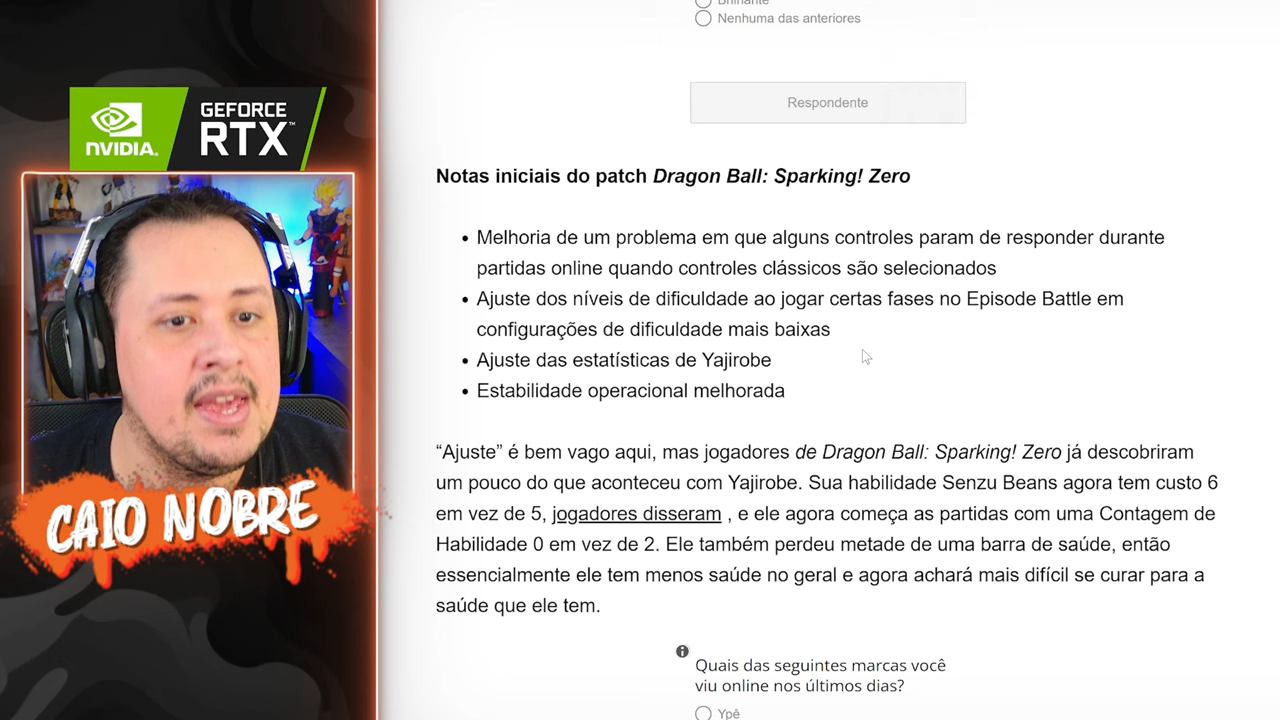 Brilhante
Nenhuma das anteriores
Respondente
NVIDIA.
GEFORCE
RTX™
Notas iniciais do patch Dragon Ball: Sparking! Zero
• Melhoria de um problema em que alguns controles param de responder durante
partidas online quando controles clássicos são selecionados
• Ajuste dos níveis de dificuldade ao jogar certas fases no Episode Battle em
configurações de dificuldade mais baixas
• Ajuste das estatísticas de Yajirobe
• Estabilidade operacional melhorada
“Ajuste” é bem vago aqui, mas jogadores de Dragon Ball: Sparking! Zero já descobriram
um pouco do que aconteceu com Yajirobe. Sua habilidade Senzu Beans agora tem custo 6
em vez de 5, jogadores disseram , e ele agora começa as partidas com uma Contagem de
Habilidade 0 em vez de 2. Ele também perdeu metade de uma barra de saúde, então
essencialmente ele tem menos saúde no geral e agora achará mais difícil se curar para a
saúde que ele tem.
CAIO NOBRE
Quais das seguintes marcas você
viu online nos últimos dias?
Ypê